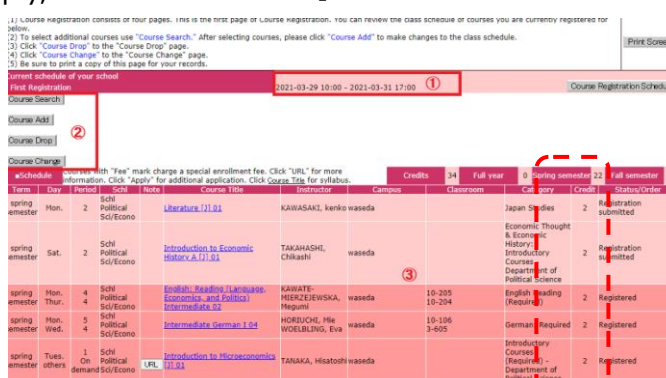 (1) Course Registration consists of four pages. This is the first page of Course Registration. You can review the class schedule of courses you are currently registered for
below.
(2) To select additional courses use "Course Search." After selecting courses, please click "Course Add" to make changes to the class schedule.
(3) Click "Course Drop" to the "Course Drop" page.
(4) Click "Course Change" to the "Course Change" page.
(5) Be sure to print a copy of this page for your records.
Print Screen
Current schedule of your school
First Registration
2021-03-29 10:00 - 2021-03-31 17:00
①
Course Registration Schedu
Course Search
Course Add
②
Course Drop
Course Change
●Schedule
Courses with "Fee" mark charge a special enrollment fee. Click "URL" for more
information. Click "Apply" for additional application. Click Course Title for syllabus.
Credits 34 Full year 0 Spring semester 22 Fall semester
Term Day Period Schl Note Course Title Instructor Campus Classroom Category Credit Status/Order
spring semester Mon. 2 Schl Political Sci/Econo Literature [J] 01 KAWASAKI, kenko waseda Japan Studies 2 Registration submitted
spring semester Sat. 2 Schl Political Sci/Econo Introduction to Economic History A [J] 01 TAKAHASHI, Chikashi waseda Economic Thought & Economic History: Introductory Courses - Department of Political Science 2 Registration submitted
③
spring semester Mon. Thur. 4 4 Schl Political Sci/Econo English: Reading (Language, Economics, and Politics) Intermediate 02 KAWATE-MIERZEJEWSKA, Megumi waseda 10-205 10-204 English Reading (Required) 2 Registered
spring semester Mon. Wed. 5 4 Schl Political Sci/Econo Intermediate German I 04 HORIUCHI, Mie WOELBLING, Eva waseda 10-106 3-605 German: Required 2 Registered
spring semester Tues. others 1 On demand Schl Political Sci/Econo URL Introduction to Microeconomics [J] 01 TANAKA, Hisatoshi waseda Introductory Courses (Required) - Department of Political Science 2 Registered